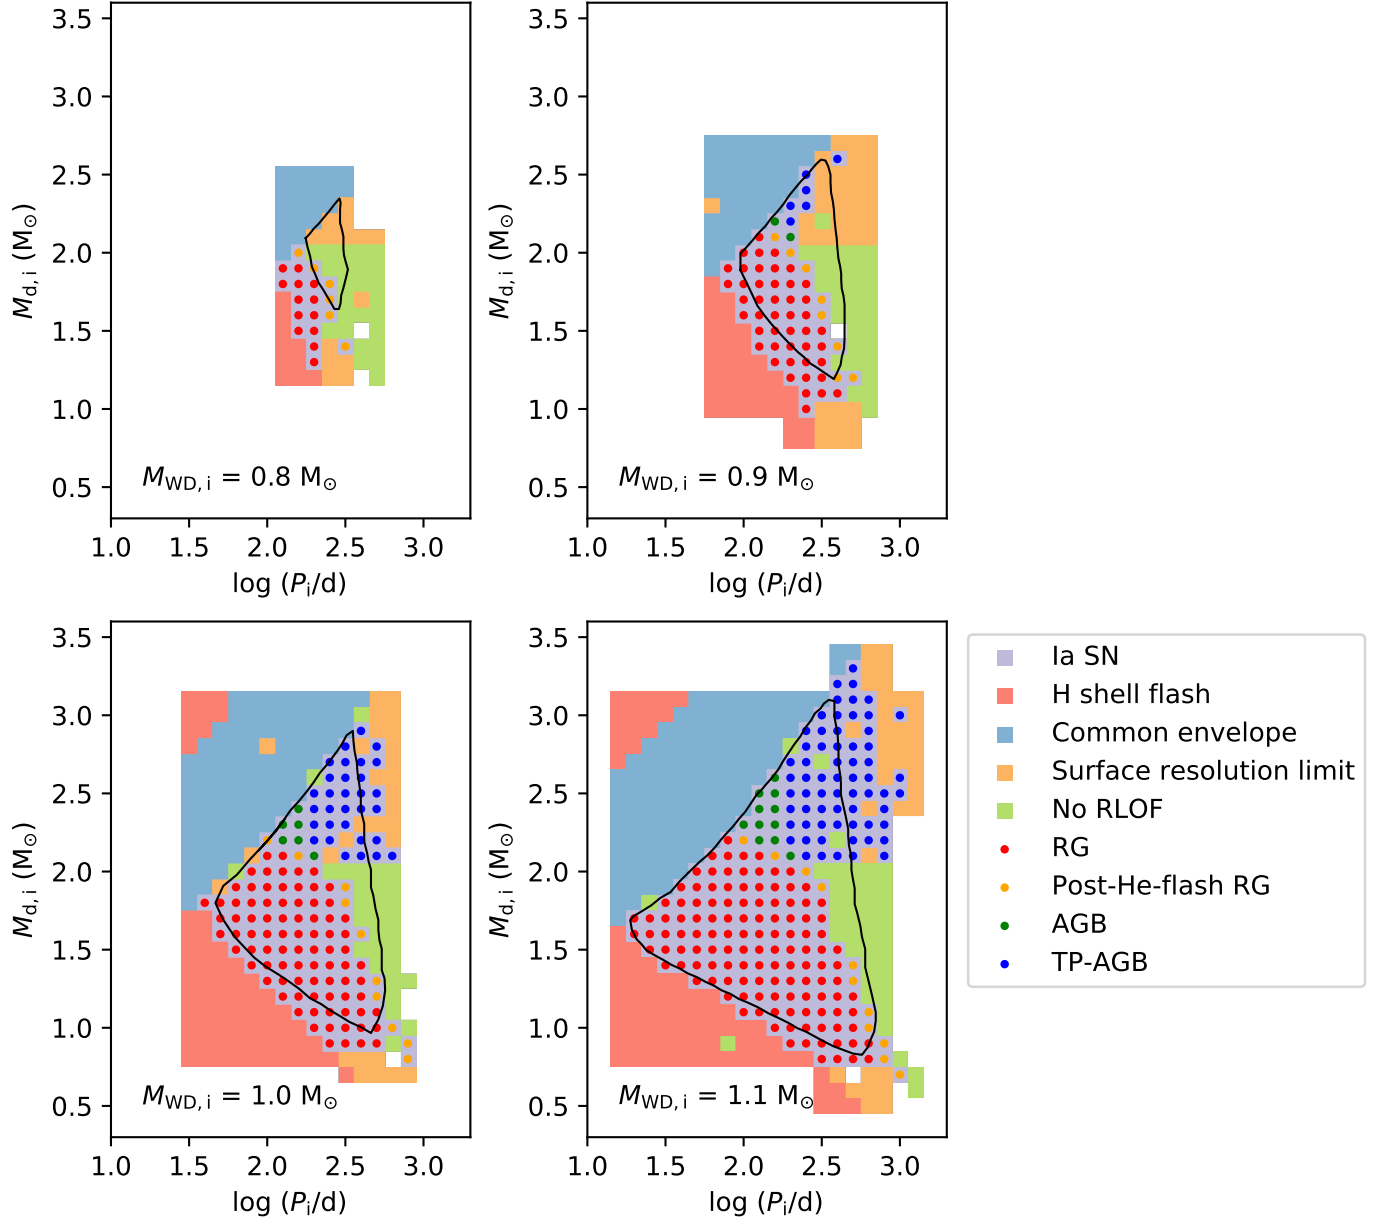 3.5
3.0
2.5
2.0
1.5
1.0
0.5
M_d,i (M_⊙)
M_WD,i = 0.8 M_⊙
1.0 1.5 2.0 2.5 3.0
log (P_i/d)
3.5
3.0
2.5
2.0
1.5
1.0
0.5
M_d,i (M_⊙)
M_WD,i = 0.9 M_⊙
1.0 1.5 2.0 2.5 3.0
log (P_i/d)
3.5
3.0
2.5
2.0
1.5
1.0
0.5
M_d,i (M_⊙)
M_WD,i = 1.0 M_⊙
1.0 1.5 2.0 2.5 3.0
log (P_i/d)
3.5
3.0
2.5
2.0
1.5
1.0
0.5
M_d,i (M_⊙)
M_WD,i = 1.1 M_⊙
1.0 1.5 2.0 2.5 3.0
log (P_i/d)
Ia SN
H shell flash
Common envelope
Surface resolution limit
No RLOF
RG
Post-He-flash RG
AGB
TP-AGB